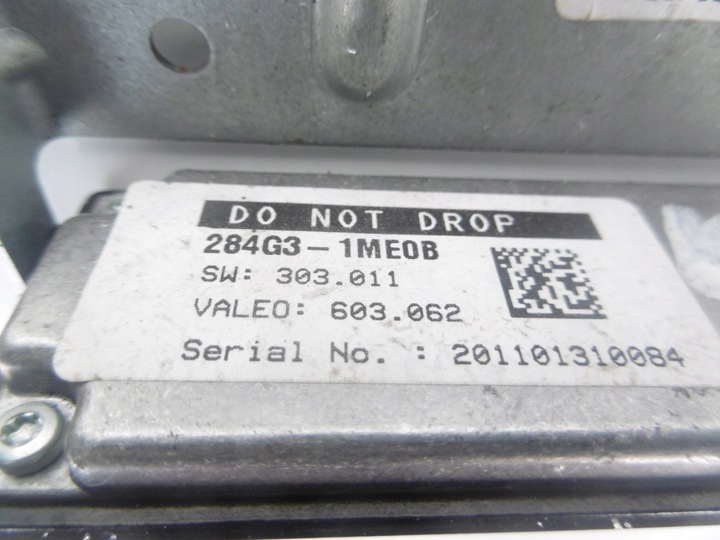 DO NOT DROP
284G3-1ME0B
SW: 303.011
VALEO: 603.062
Serial No. : 201101310084